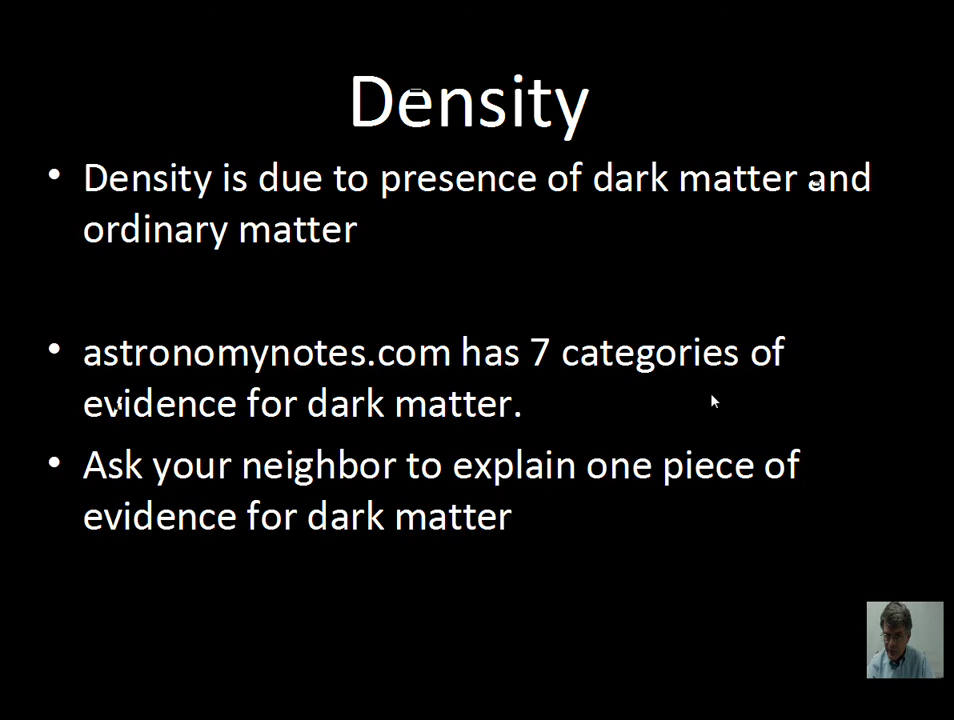 Density
• Density is due to presence of dark matter and
ordinary matter
• astronomynotes.com has 7 categories of
evidence for dark matter.
• Ask your neighbor to explain one piece of
evidence for dark matter